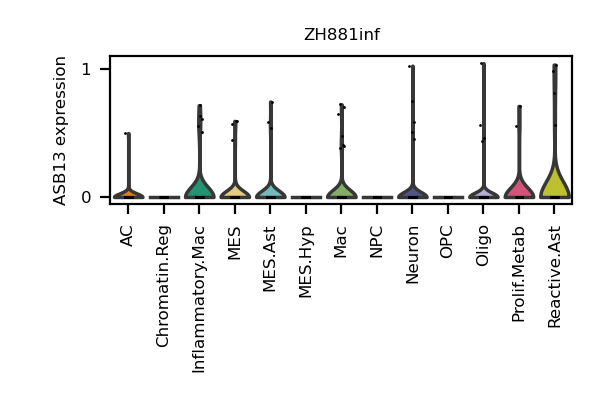 ZH881inf
ASB13 expression
1
0
AC
Chromatin.Reg
Inflammatory.Mac
MES
MES.Ast
MES.Hyp
Mac
NPC
Neuron
OPC
Oligo
Prolif.Metab
Reactive.Ast